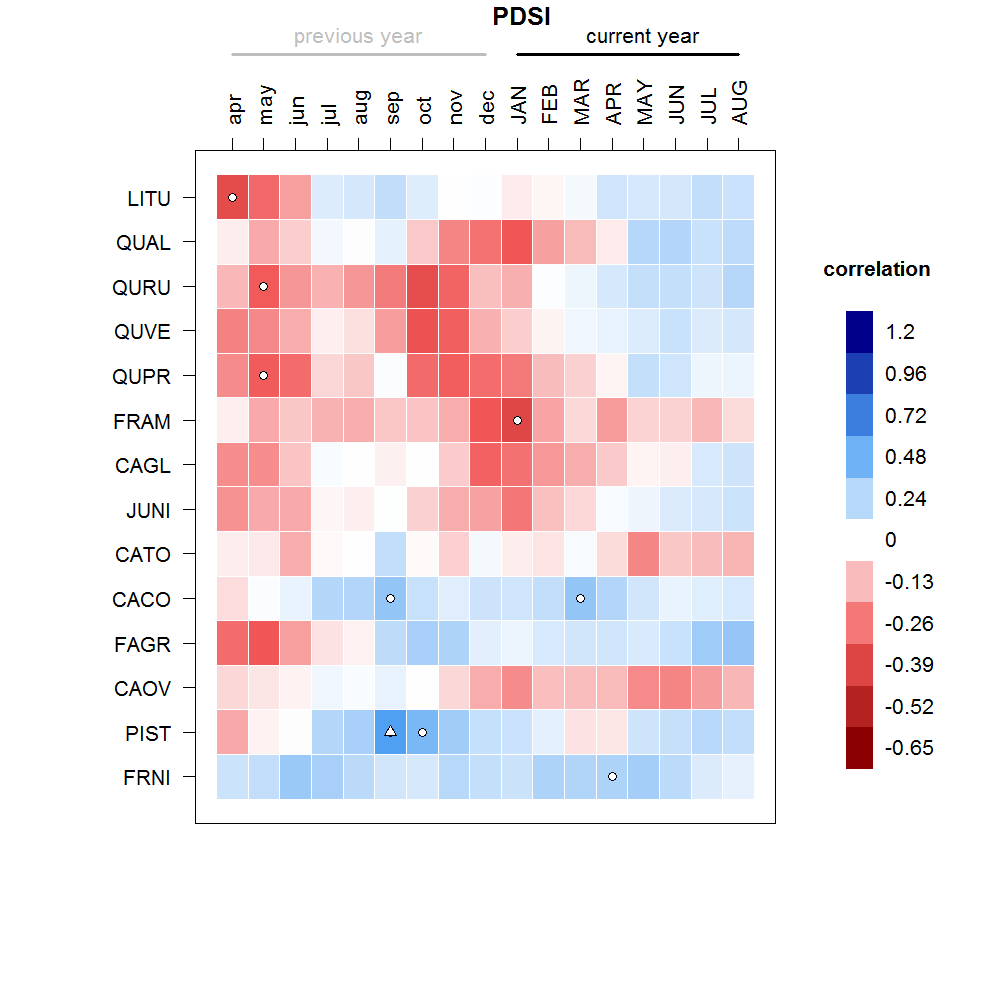 PDSI
previous year current year
apr may jun jul aug sep oct nov dec JAN FEB MAR APR MAY JUN JUL AUG
LITU
QUAL
QURU
QUVE
QUPR
FRAM
CAGL
JUNI
CATO
CACO
FAGR
CAOV
PIST
FRNI
correlation
1.2
0.96
0.72
0.48
0.24
0
-0.13
-0.26
-0.39
-0.52
-0.65